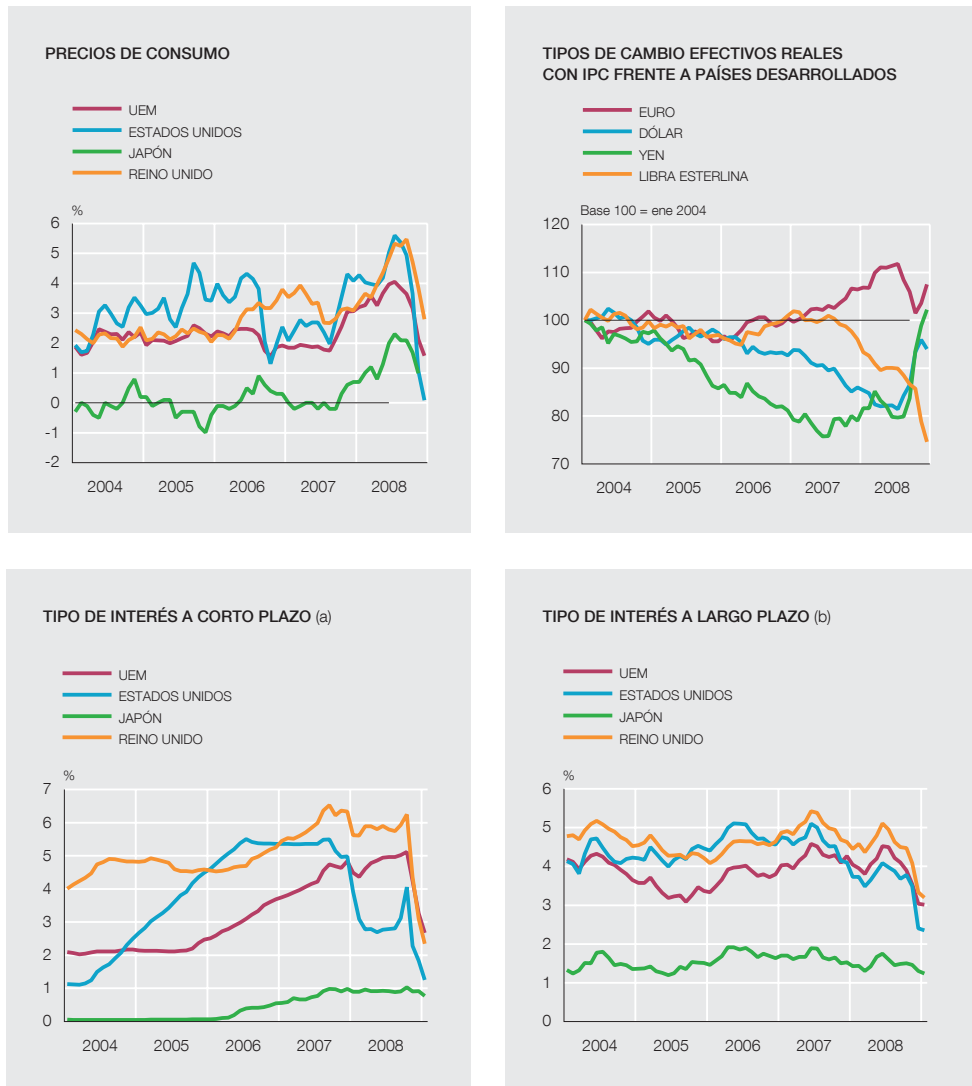 PRECIOS DE CONSUMO
UEM
ESTADOS UNIDOS
JAPÓN
REINO UNIDO
%
6
5
4
3
2
1
0
-1
-2
2004 2005 2006 2007 2008
TIPOS DE CAMBIO EFECTIVOS REALES
CON IPC FRENTE A PAÍSES DESARROLLADOS
EURO
DÓLAR
YEN
LIBRA ESTERLINA
Base 100 = ene 2004
120
110
100
90
80
70
2004 2005 2006 2007 2008
TIPO DE INTERÉS A CORTO PLAZO (a)
UEM
ESTADOS UNIDOS
JAPÓN
REINO UNIDO
%
7
6
5
4
3
2
1
0
2004 2005 2006 2007 2008
TIPO DE INTERÉS A LARGO PLAZO (b)
UEM
ESTADOS UNIDOS
JAPÓN
REINO UNIDO
%
6
5
4
3
2
1
0
2004 2005 2006 2007 2008